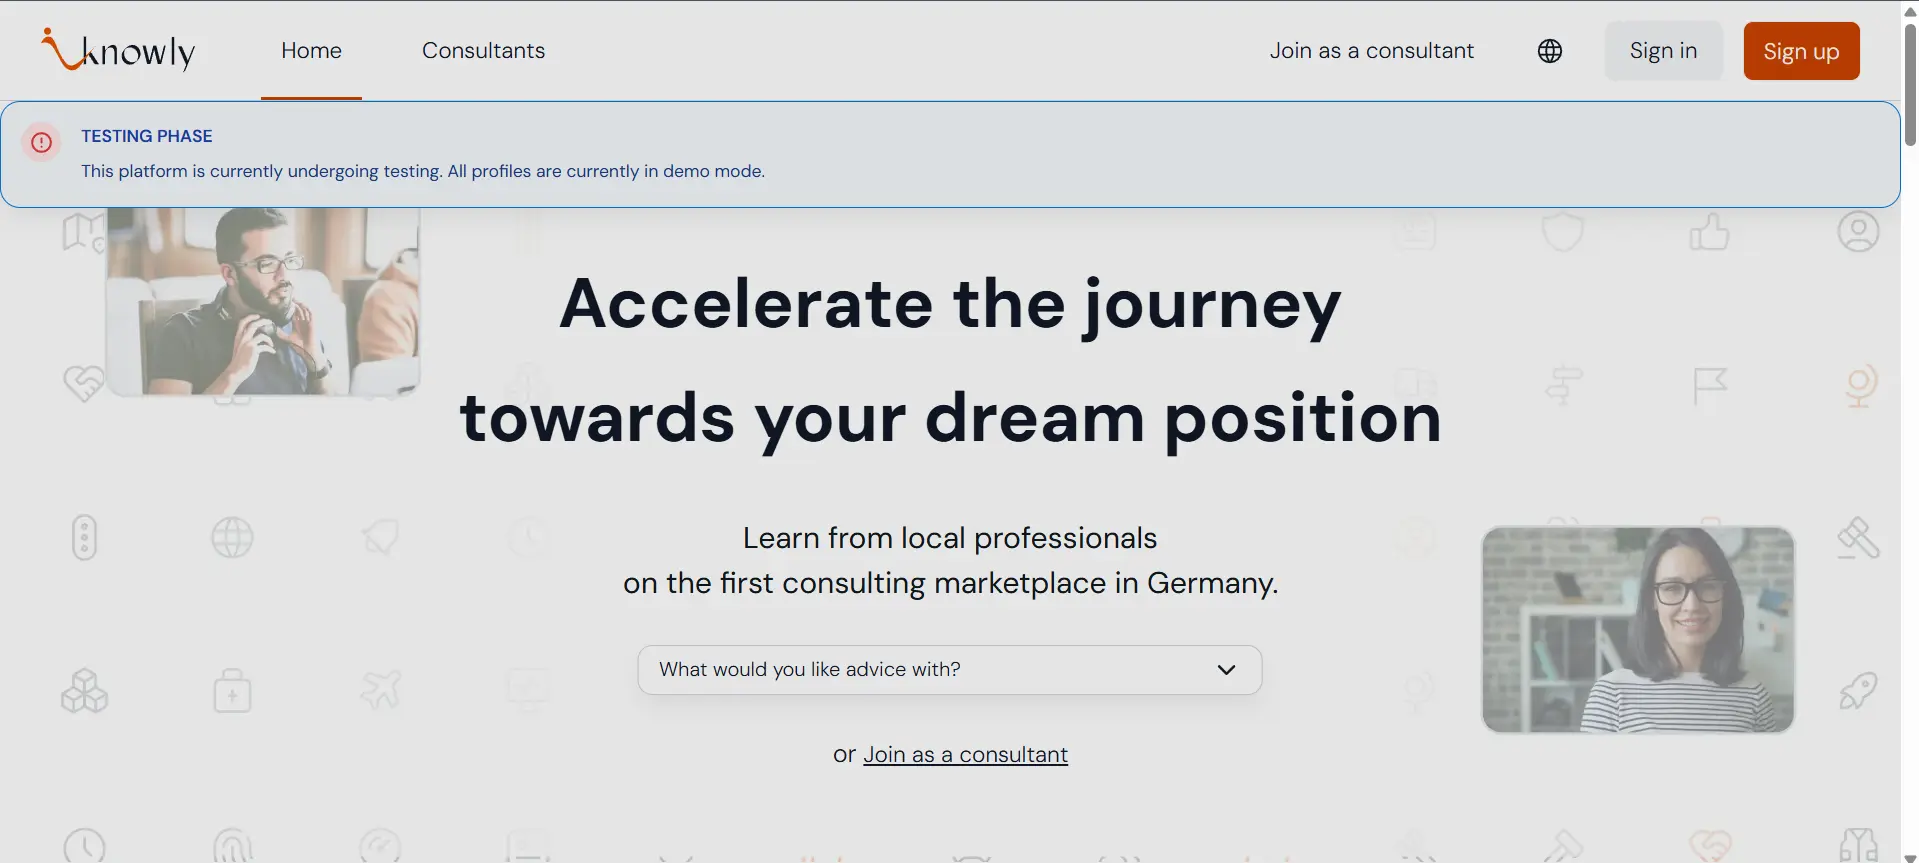 knowly
Home
Consultants
Join as a consultant
Sign in
Sign up
TESTING PHASE
This platform is currently undergoing testing. All profiles are currently in demo mode.
Accelerate the journey
towards your dream position
Learn from local professionals
on the first consulting marketplace in Germany.
What would you like advice with?
or Join as a consultant